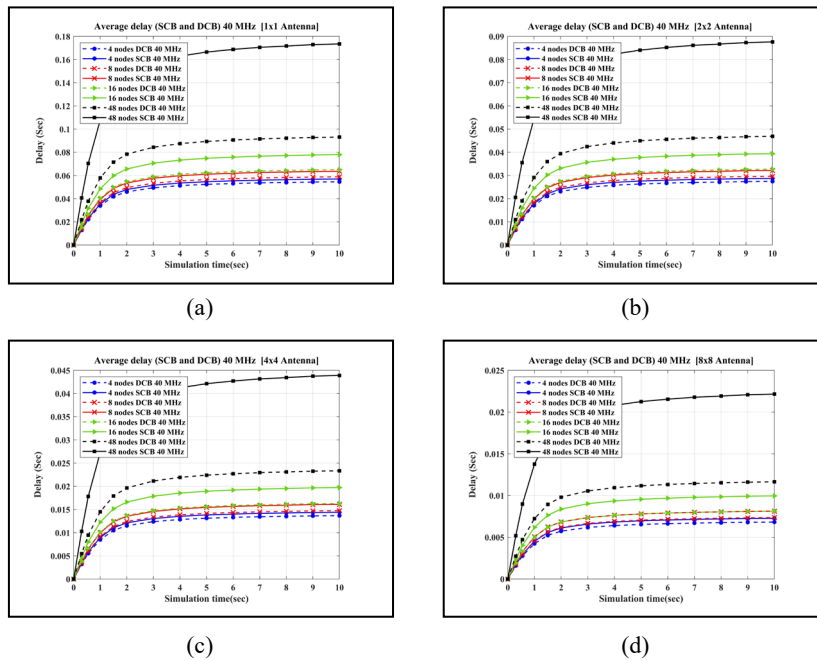 Average delay (SCB and DCB) 40 MHz [1x1 Antenna]
0.18
0.16
0.14
0.12
0.1
0.08
0.06
0.04
0.02
0
Delay (Sec)
4 nodes DCB 40 MHz
4 nodes SCB 40 MHz
8 nodes DCB 40 MHz
8 nodes SCB 40 MHz
16 nodes DCB 40 MHz
16 nodes SCB 40 MHz
48 nodes DCB 40 MHz
48 nodes SCB 40 MHz
0 1 2 3 4 5 6 7 8 9 10
Simulation time(sec)
(a)
Average delay (SCB and DCB) 40 MHz [2x2 Antenna]
0.09
0.08
0.07
0.06
0.05
0.04
0.03
0.02
0.01
0
Delay (Sec)
4 nodes DCB 40 MHz
4 nodes SCB 40 MHz
8 nodes DCB 40 MHz
8 nodes SCB 40 MHz
16 nodes DCB 40 MHz
16 nodes SCB 40 MHz
48 nodes DCB 40 MHz
48 nodes SCB 40 MHz
0 1 2 3 4 5 6 7 8 9 10
Simulation time(sec)
(b)
Average delay (SCB and DCB) 40 MHz [4x4 Antenna]
0.045
0.04
0.035
0.03
0.025
0.02
0.015
0.01
0.005
0
Delay (Sec)
4 nodes DCB 40 MHz
4 nodes SCB 40 MHz
8 nodes DCB 40 MHz
8 nodes SCB 40 MHz
16 nodes DCB 40 MHz
16 nodes SCB 40 MHz
48 nodes DCB 40 MHz
48 nodes SCB 40 MHz
0 1 2 3 4 5 6 7 8 9 10
Simulation time(sec)
(c)
Average delay (SCB and DCB) 40 MHz [8x8 Antenna]
0.025
0.02
0.015
0.01
0.005
0
Delay (Sec)
4 nodes DCB 40 MHz
4 nodes SCB 40 MHz
8 nodes DCB 40 MHz
8 nodes SCB 40 MHz
16 nodes DCB 40 MHz
16 nodes SCB 40 MHz
48 nodes DCB 40 MHz
48 nodes SCB 40 MHz
0 1 2 3 4 5 6 7 8 9 10
Simulation time(sec)
(d)